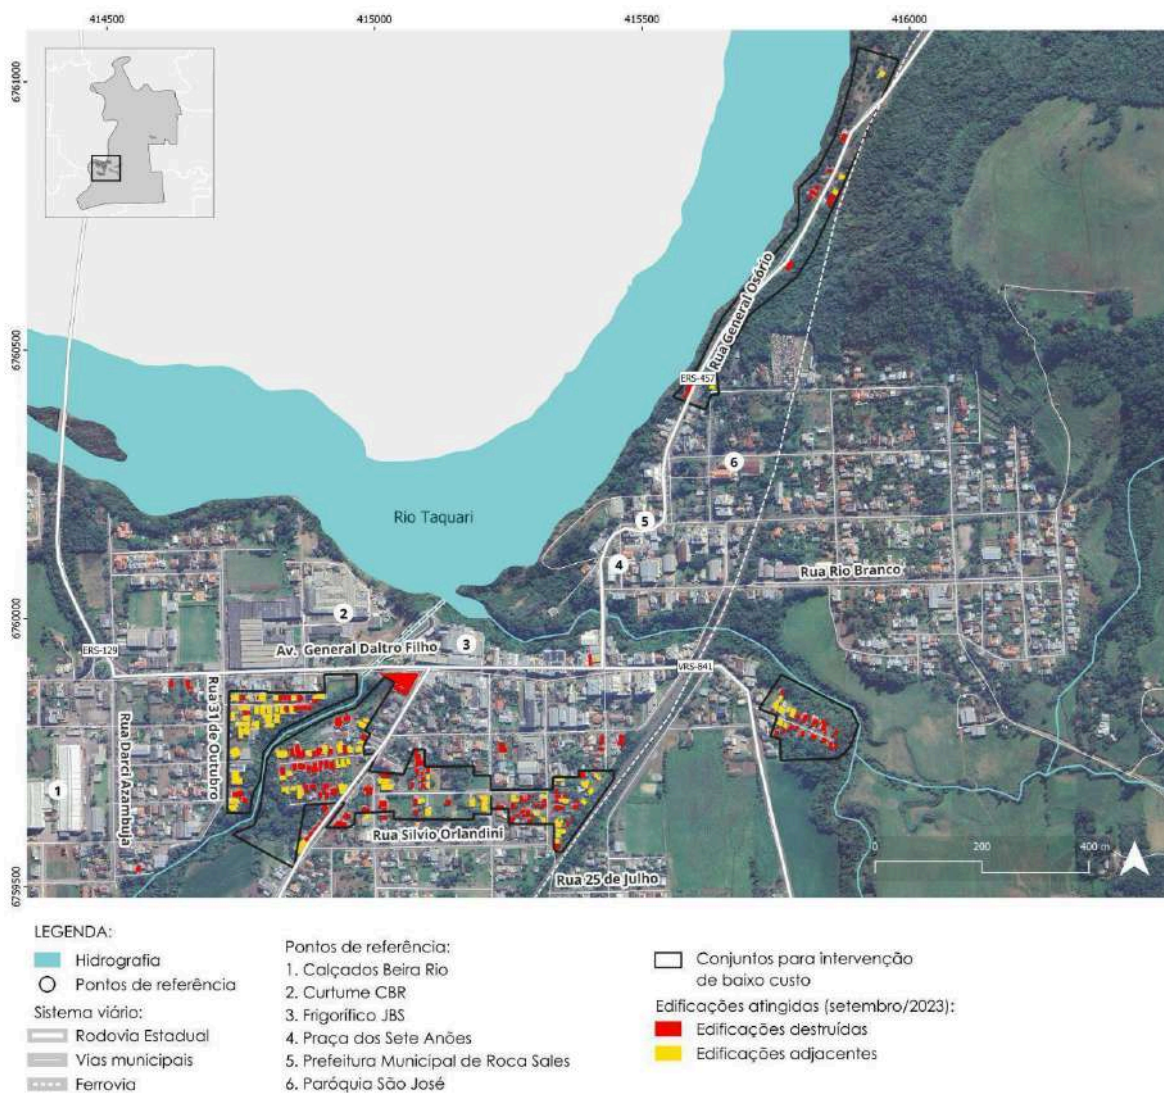 414500
415000
415500
416000
6761000
6760500
6760000
6759500
Rua General Osório
ERS-457
6
Rio Taquari
5
4
Rua Rio Branco
2
3
Av. General Daltro Filho
ERS-129
VRS-841
Rua 31 de Outubro
Rua Darci Azambuja
1
Rua Silvio Orlandini
Rua 25 de Julho
0
200
400 m
LEGENDA:
Hidrografia
Pontos de referência
Sistema viário:
Rodovia Estadual
Vias municipais
Ferrovia
Pontos de referência:
1. Calçados Beira Rio
2. Curtume CBR
3. Frigorífico JBS
4. Praça dos Sete Anões
5. Prefeitura Municipal de Roca Sales
6. Paróquia São José
Conjuntos para intervenção
de baixo custo
Edificações atingidas (setembro/2023):
Edificações destruídas
Edificações adjacentes